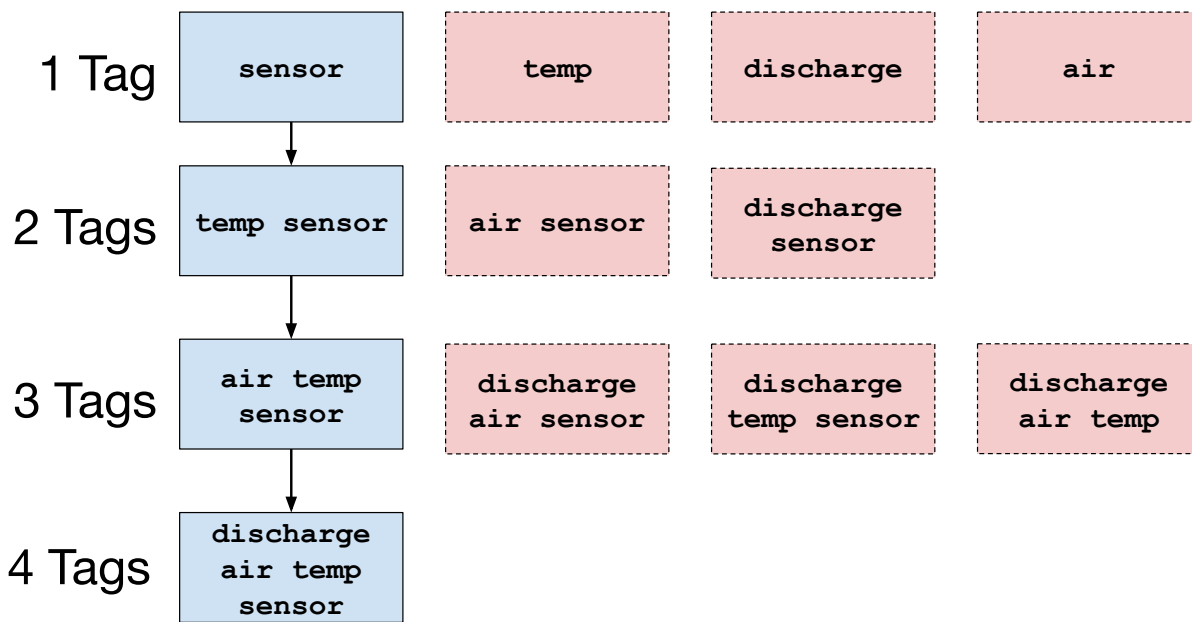 1 Tag
sensor
temp
discharge
air
2 Tags
temp sensor
air sensor
discharge
sensor
3 Tags
air temp
sensor
discharge
air sensor
discharge
temp sensor
discharge
air temp
4 Tags
discharge
air temp
sensor